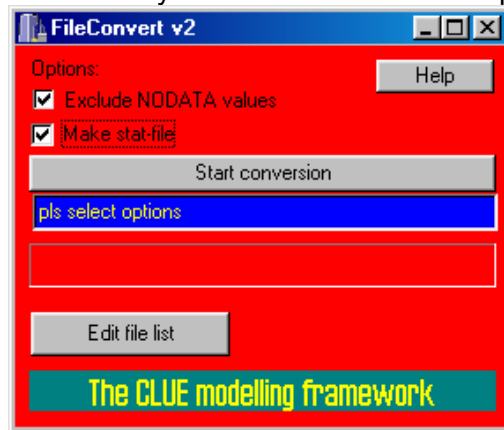 FileConvert v2
Options:
Help
Exclude NODATA values
Make stat-file
Start conversion
pls select options
Edit file list
The CLUE modelling framework